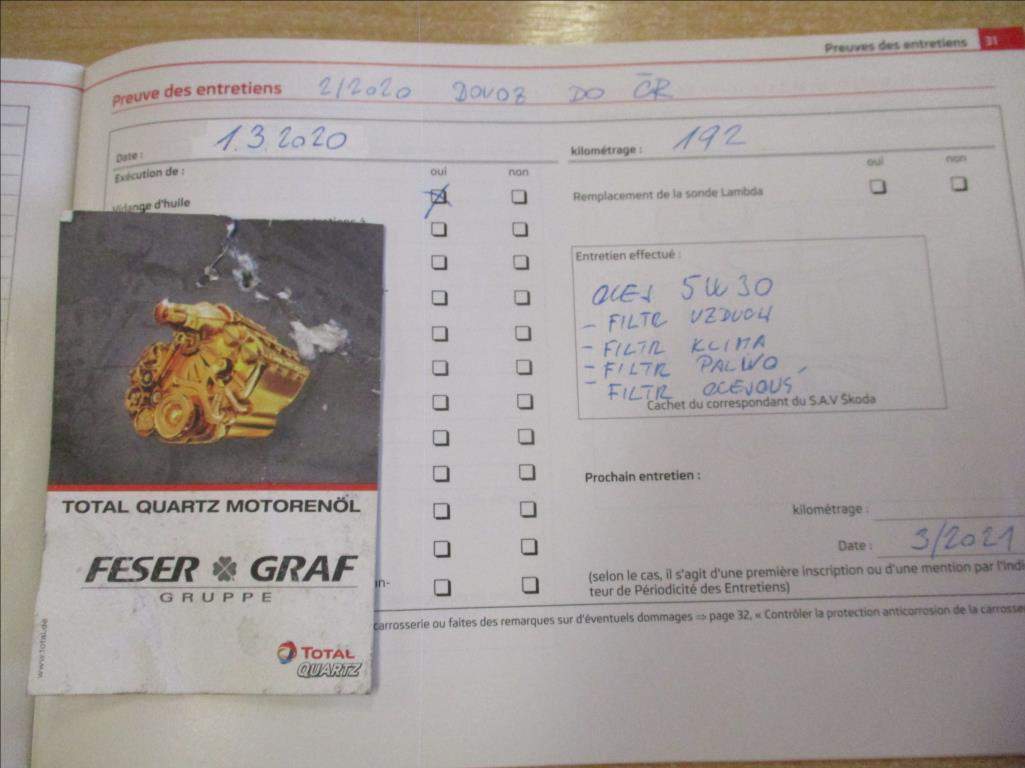 Preuves des entretiens 31
Preuve des entretiens 2/2020 DOVOZ DO ČR
Date : 1.3.2020
kilométrage : 192
Exécution de :
oui non
oui non
Vidange d'huile
Remplacement de la sonde Lambda
Entretien effectué :
OLEJ 5W30
- FILTR VZDUCH
- FILTR KLIMA
- FILTR PALIVO
- FILTR OLEJOVÝ
Cachet du correspondant du S.A.V Škoda
Prochain entretien :
kilométrage :
Date : 3/2021
(selon le cas, il s'agit d'une première inscription ou d'une mention par l'Indi
teur de Périodicité des Entretiens)
carrosserie ou faites des remarques sur d'éventuels dommages ⇒ page 32, « Contrôler la protection anticorrosion de la carrosser
TOTAL QUARTZ MOTORENÖL
FESER GRAF
GRUPPE
www.total.de
TOTAL
QUARTZ